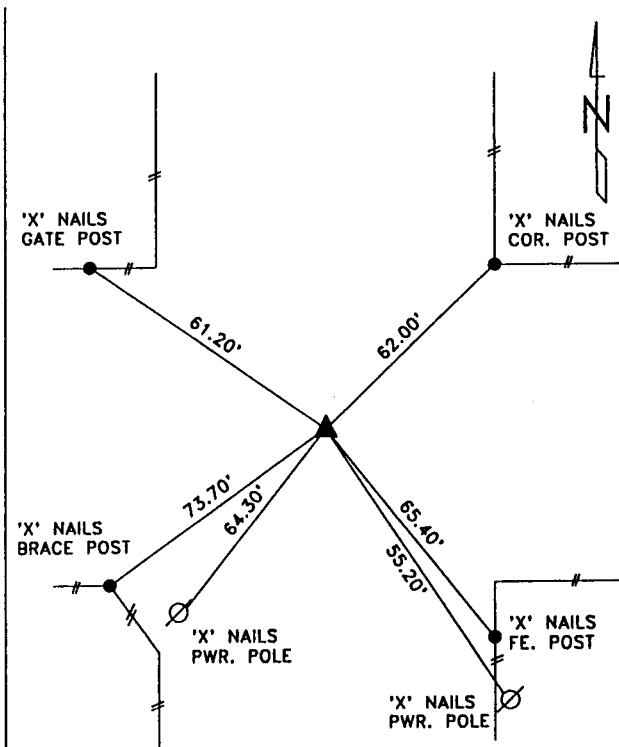 N
'X' NAILS
GATE POST
'X' NAILS
COR. POST
61.20'
62.00'
73.70'
64.30'
65.40'
55.20'
'X' NAILS
BRACE POST
'X' NAILS
PWR. POLE
'X' NAILS
FE. POST
'X' NAILS
PWR. POLE